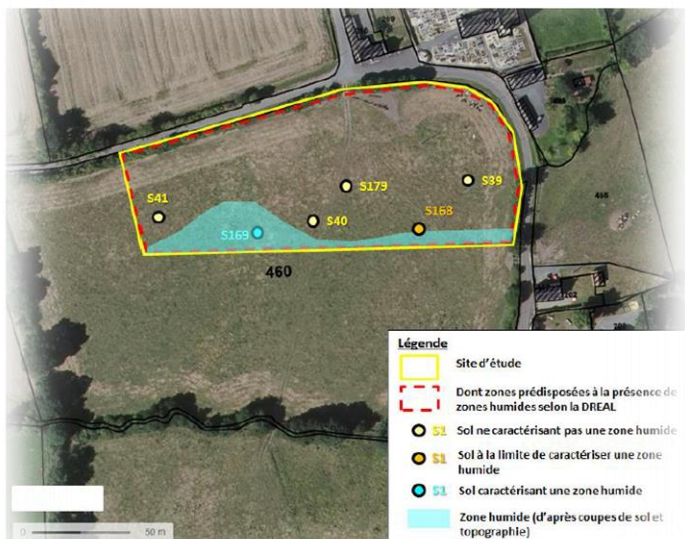 S179
S39
S41
S40
S168
S169
460
Légende
Site d'étude
Dont zones prédisposées à la présence de
zones humides selon la DREAL
S1 Sol ne caractérisant pas une zone humide
S1 Sol à la limite de caractériser une zone
humide
S1 Sol caractérisant une zone humide
Zone humide (d'après coupes de sol et
topographie)
0 50 m